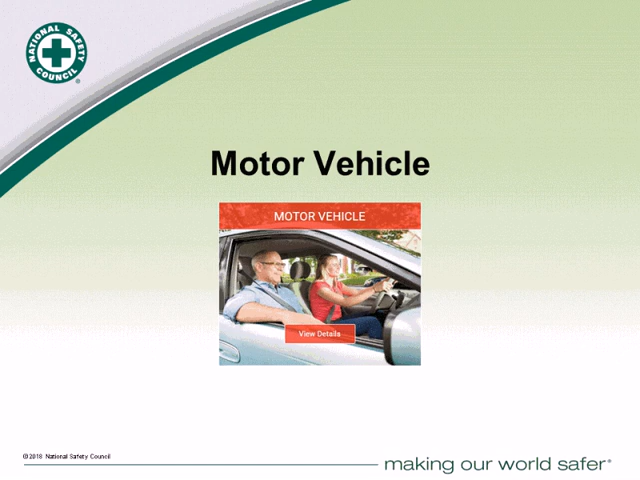 NATIONAL SAFETY
COUNCIL
®
Motor Vehicle
MOTOR VEHICLE
View Details
©2018 National Safety Council
making our world safer®